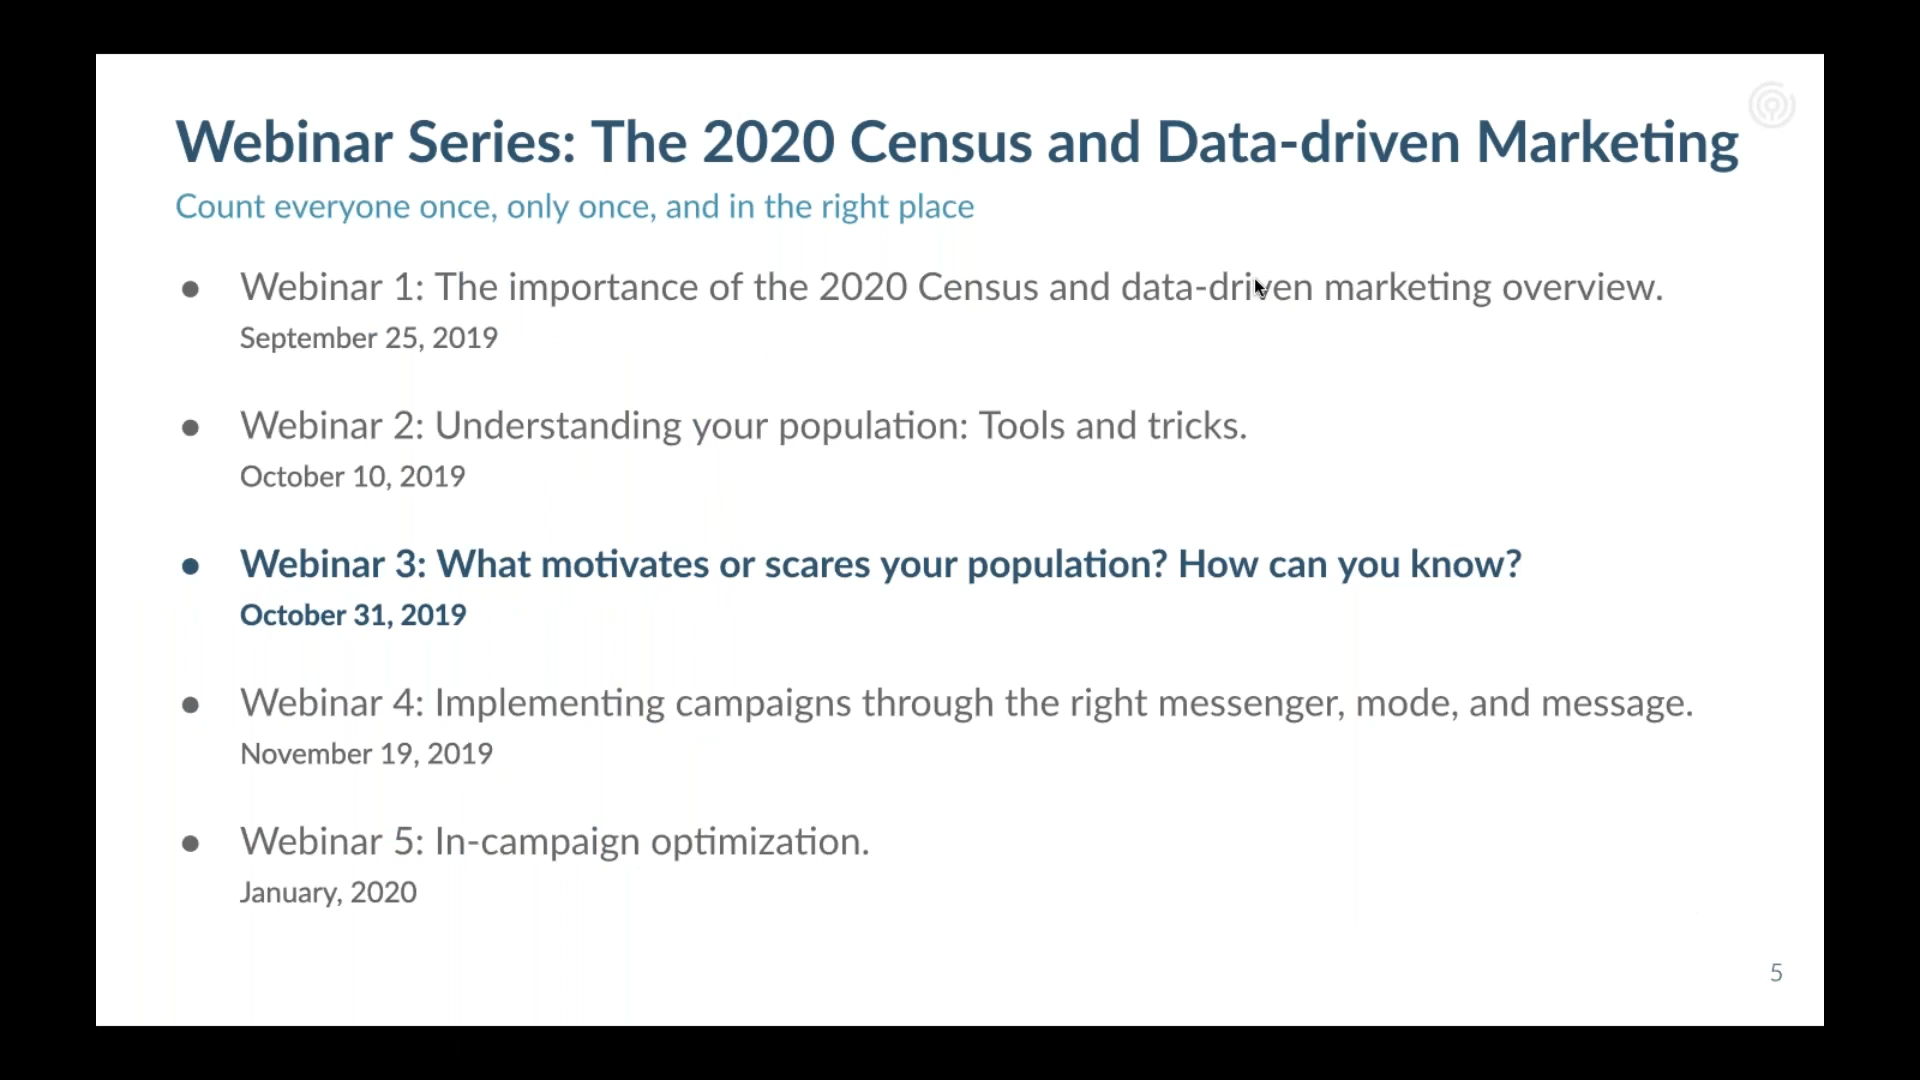 Webinar Series: The 2020 Census and Data-driven Marketing
Count everyone once, only once, and in the right place
● Webinar 1: The importance of the 2020 Census and data-driven marketing overview.
September 25, 2019
● Webinar 2: Understanding your population: Tools and tricks.
October 10, 2019
● Webinar 3: What motivates or scares your population? How can you know?
October 31, 2019
● Webinar 4: Implementing campaigns through the right messenger, mode, and message.
November 19, 2019
● Webinar 5: In-campaign optimization.
January, 2020
5